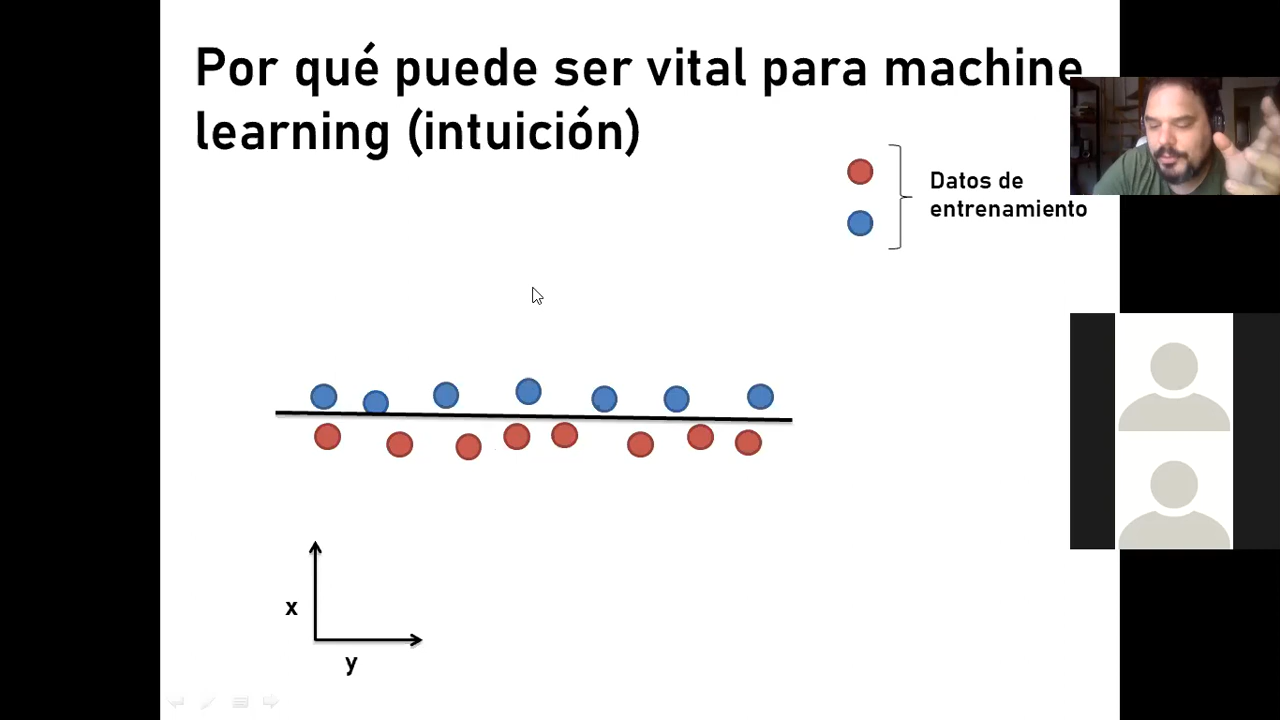 Por qué puede ser vital para machine
learning (intuición)
Datos de
entrenamiento
x
y